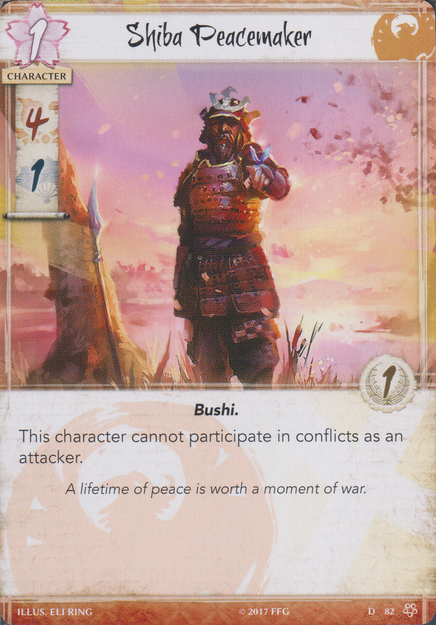 1
Shiba Peacemaker
CHARACTER
4
1
1
Bushi.
This character cannot participate in conflicts as an
attacker.
A lifetime of peace is worth a moment of war.
ILLUS. ELI RING © 2017 FFG D 82